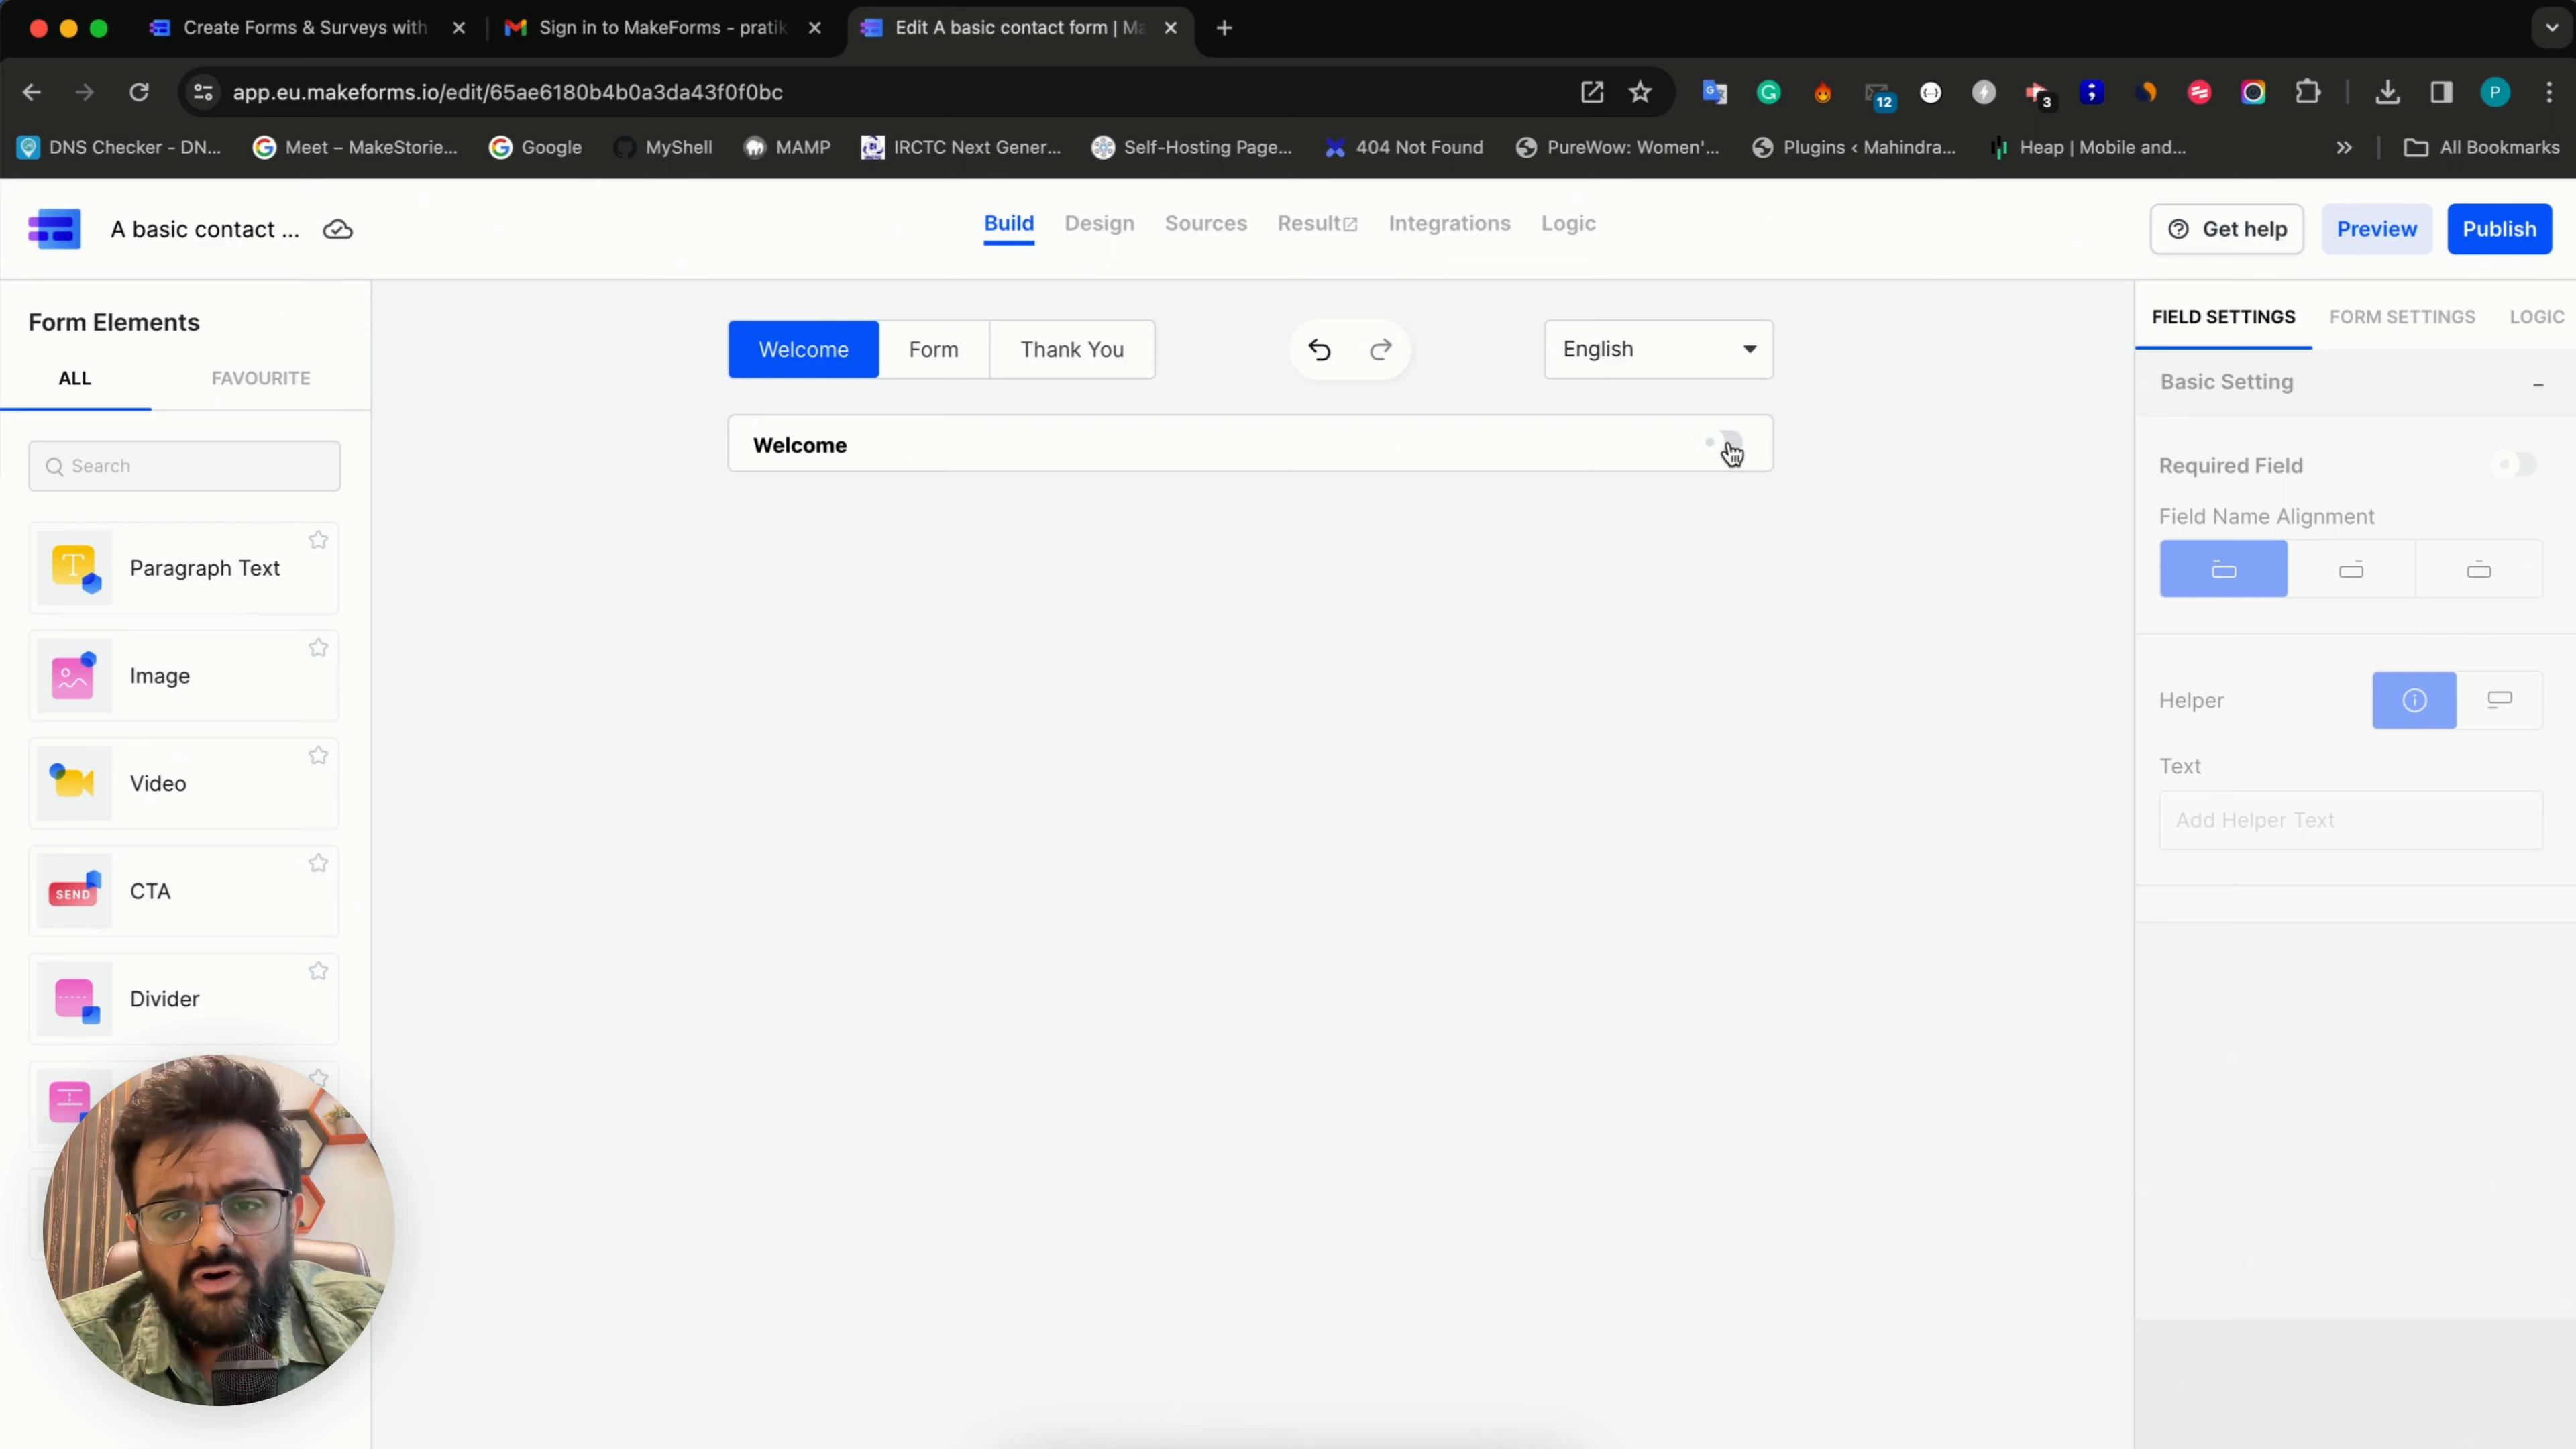 Create Forms & Surveys with
Sign in to MakeForms - pratik
Edit A basic contact form | Ma
app.eu.makeforms.io/edit/65ae6180b4b0a3da43f0f0bc
12
3
P
DNS Checker - DN...
Meet – MakeStorie...
Google
MyShell
MAMP
IRCTC Next Gener...
Self-Hosting Page...
404 Not Found
PureWow: Women'...
Plugins ‹ Mahindra...
Heap | Mobile and...
All Bookmarks
A basic contact ...
Build
Design
Sources
Result
Integrations
Logic
Get help
Preview
Publish
Form Elements
ALL
FAVOURITE
Search
Paragraph Text
Image
Video
SEND
CTA
Divider
Welcome
Form
Thank You
English
Welcome
FIELD SETTINGS
FORM SETTINGS
LOGIC
Basic Setting
Required Field
Field Name Alignment
Helper
Text
Add Helper Text